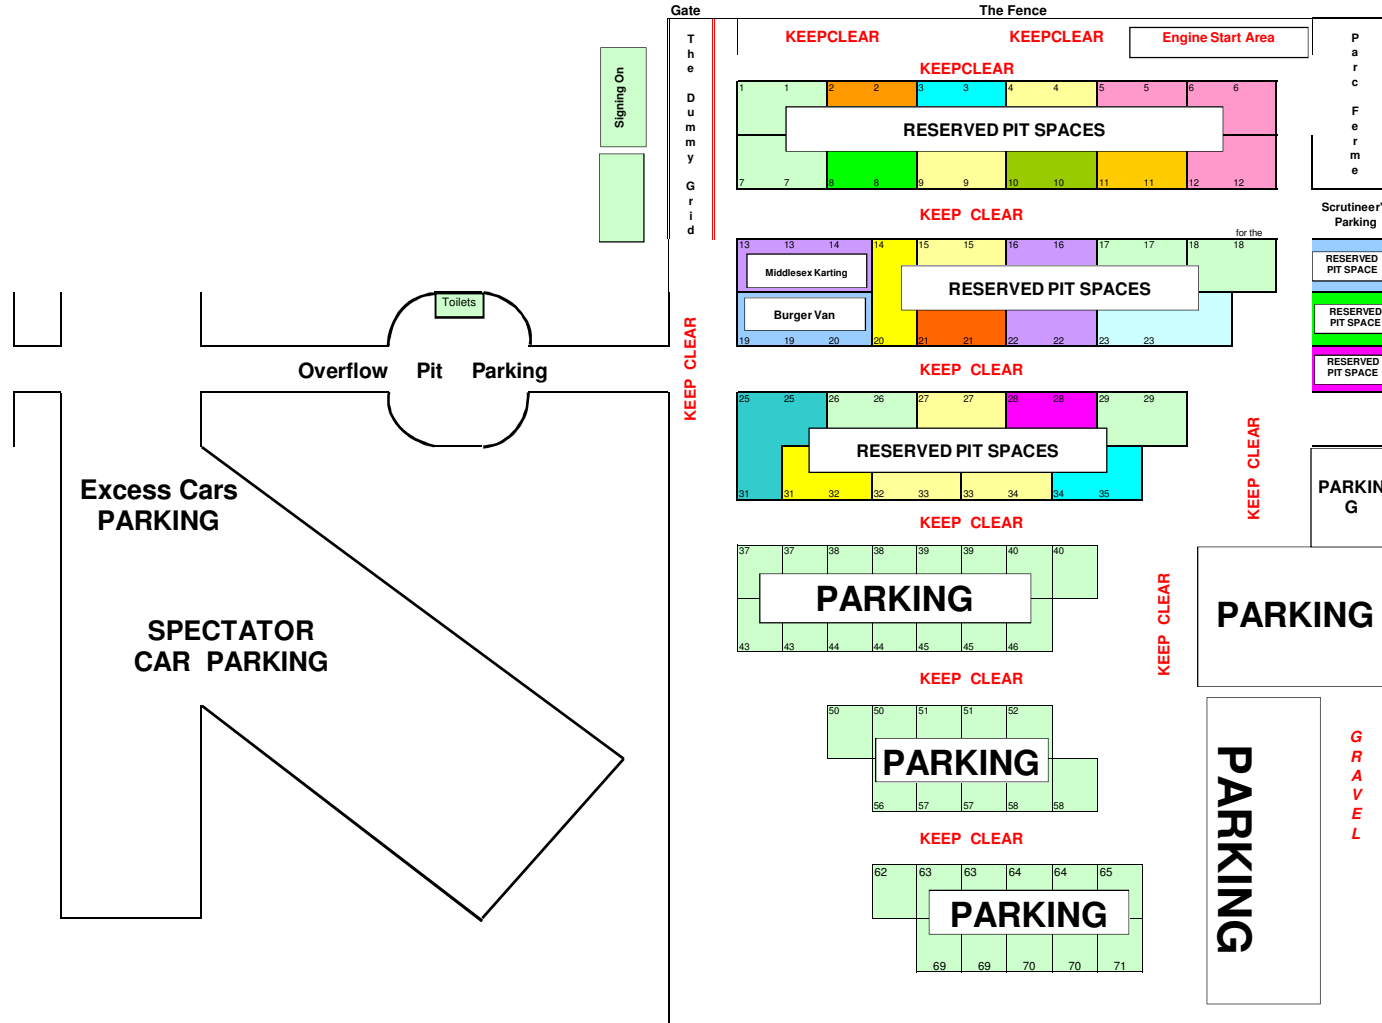 Gate
The Fence
The Dummy Grid
KEEPCLEAR
KEEPCLEAR
Engine Start Area
KEEPCLEAR
Parc Ferme
Signing On
1 1 2 2 3 3 4 4 5 5 6 6
RESERVED PIT SPACES
7 7 8 8 9 9 10 10 11 11 12 12
KEEP CLEAR
Scrutineer's
Parking
for the
13 13 14 14 15 15 16 16 17 17 18 18
Middlesex Karting
RESERVED PIT SPACES
Burger Van
19 19 20 20 21 21 22 22 23 23
RESERVED
PIT SPACE
RESERVED
PIT SPACE
RESERVED
PIT SPACE
Toilets
KEEP CLEAR
Overflow Pit Parking
KEEP CLEAR
25 25 26 26 27 27 28 28 29 29
RESERVED PIT SPACES
31 31 32 32 33 33 34 34 35
KEEP CLEAR
KEEP CLEAR
PARKIN
G
Excess Cars
PARKING
37 37 38 38 39 39 40 40
PARKING
43 43 44 44 45 45 46
KEEP CLEAR
PARKING
SPECTATOR
CAR PARKING
KEEP CLEAR
50 50 51 51 52
PARKING
56 57 57 58 58
KEEP CLEAR
PARKING
GRAVEL
62 63 63 64 64 65
PARKING
69 69 70 70 71